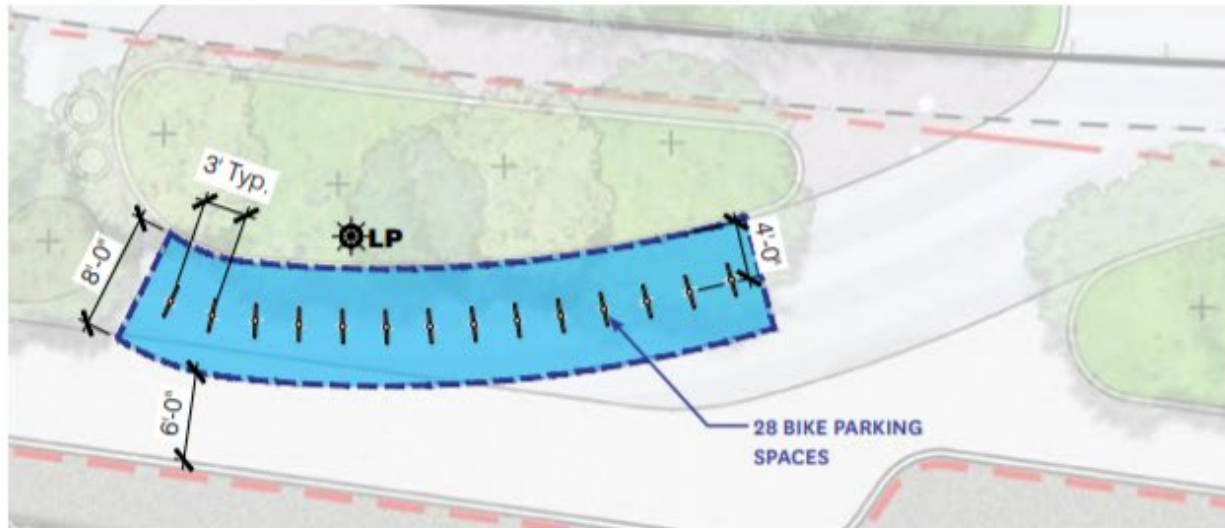 3' Typ.
LP
8'-0"
4'-0"
6'-0"
28 BIKE PARKING
SPACES